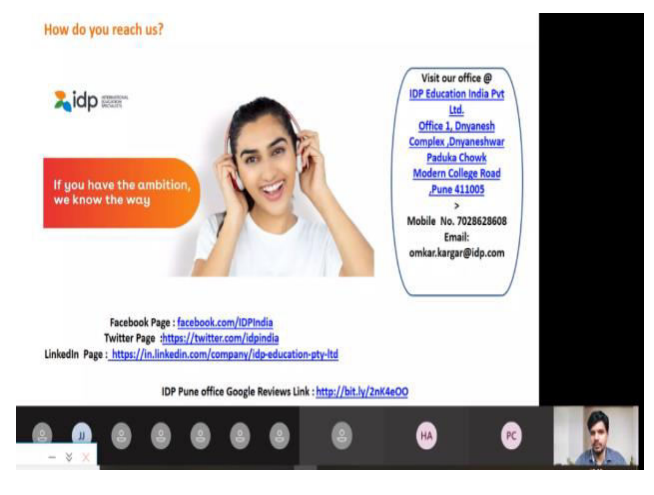 How do you reach us?
idp INTERNATIONAL
EDUCATION
SPECIALISTS
If you have the ambition,
we know the way
Visit our office @
IDP Education India Pvt
Ltd.
Office 1, Dnyanesh
Complex ,Dnyaneshwar
Paduka Chowk
Modern College Road
,Pune 411005
>
Mobile No. 7028628608
Email:
omkar.kargar@idp.com
Facebook Page : facebook.com/IDPIndia
Twitter Page :https://twitter.com/idpindia
LinkedIn Page : https://in.linkedin.com/company/idp-education-pty-ltd
IDP Pune office Google Reviews Link : http://bit.ly/2nK4eOO
JJ
HA
PC